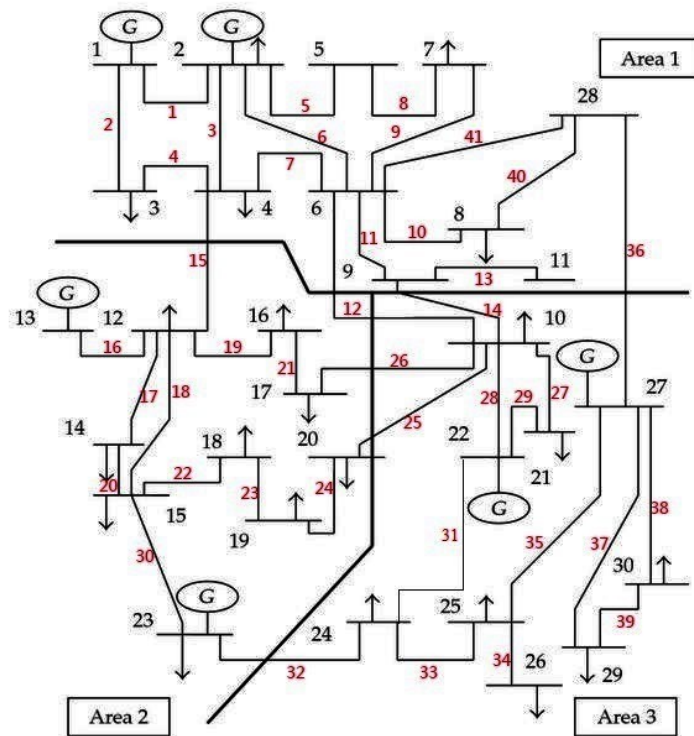 G G
1 2 5 7 Area 1
28
1 5 8
2 3 6 9 41
4 7 40
3 4 6 8
11 10
15 9 11 36
13
G
13 12 16 12 14 10
G
16 19 21 26 27
17 18 17 28 29 27
14 20 25 22
18
20 22 23 24 21
15 19 G 38
31 35 37
30
G 30
23 24 25 39
32 33 34 26
29
Area 2 Area 3